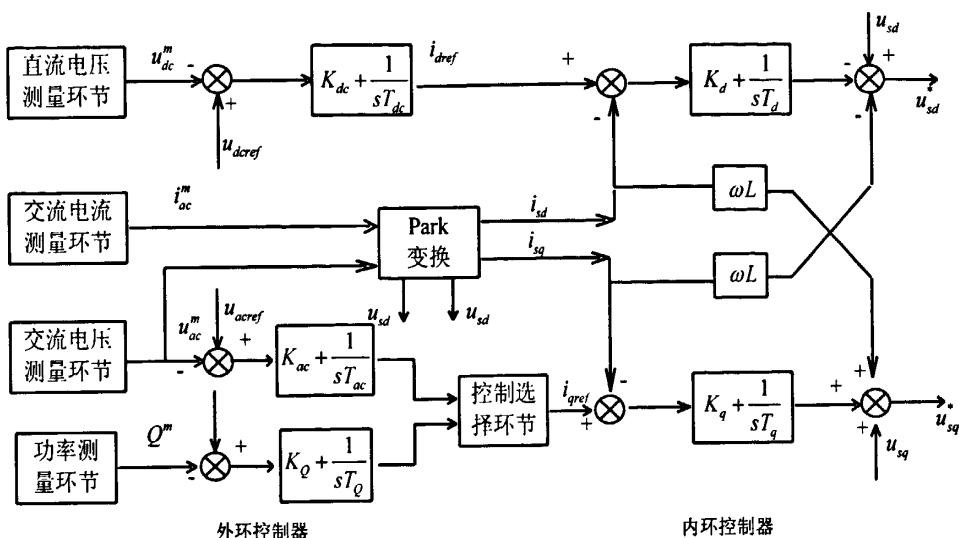 直流电压
测量环节
u_dc^m
-
+
u_dcref
K_dc + 1/(sT_dc)
i_dref
+
-
K_d + 1/(sT_d)
-
u_sd
+
-
u_sd^*
交流电流
测量环节
i_ac^m
Park
变换
i_sd
i_sq
u_sd
u_sd
ωL
ωL
交流电压
测量环节
u_ac^m
-
u_acref
+
K_ac + 1/(sT_ac)
控制选
择环节
i_qref
-
+
K_q + 1/(sT_q)
+
+
+
u_sq
u_sq^*
功率测
量环节
Q^m
-
+
K_Q + 1/(sT_Q)
外环控制器
内环控制器